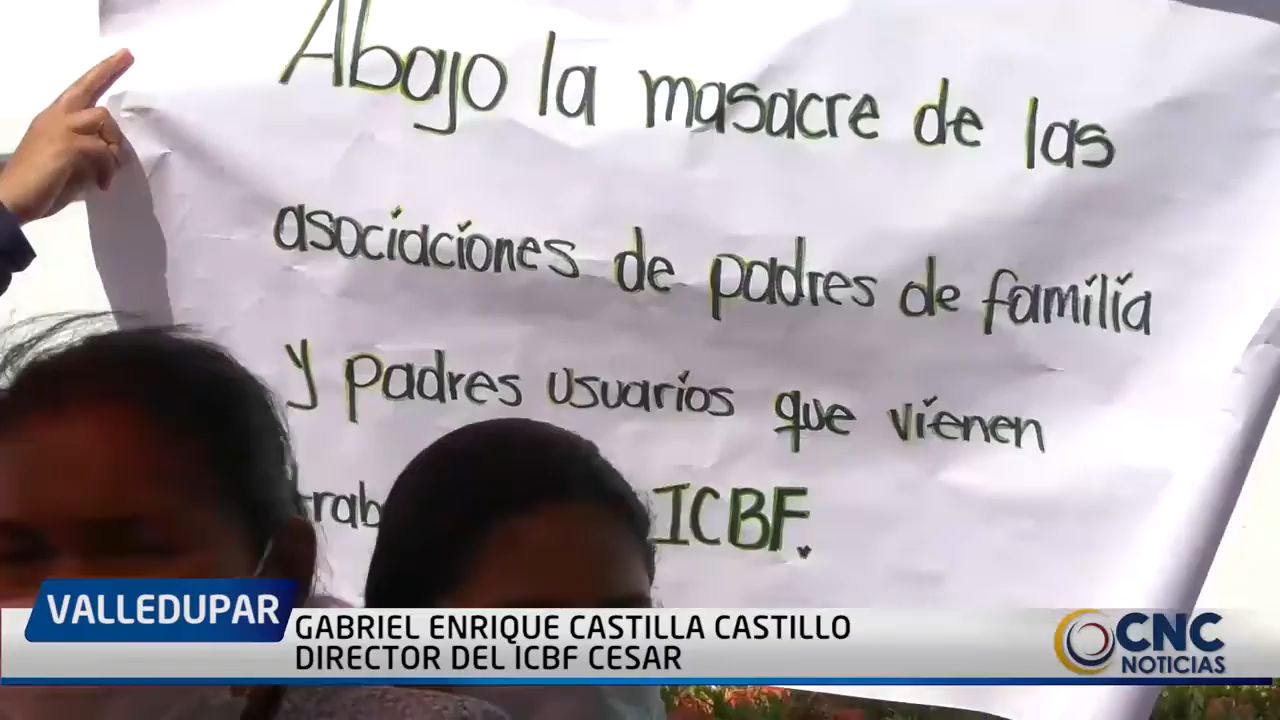 Abajo la masacre de las
asociaciones de padres de familia
y padres usuarios que vienen
ICBF.
VALLEDUPAR
GABRIEL ENRIQUE CASTILLA CASTILLO
DIRECTOR DEL ICBF CESAR
CNC
NOTICIAS